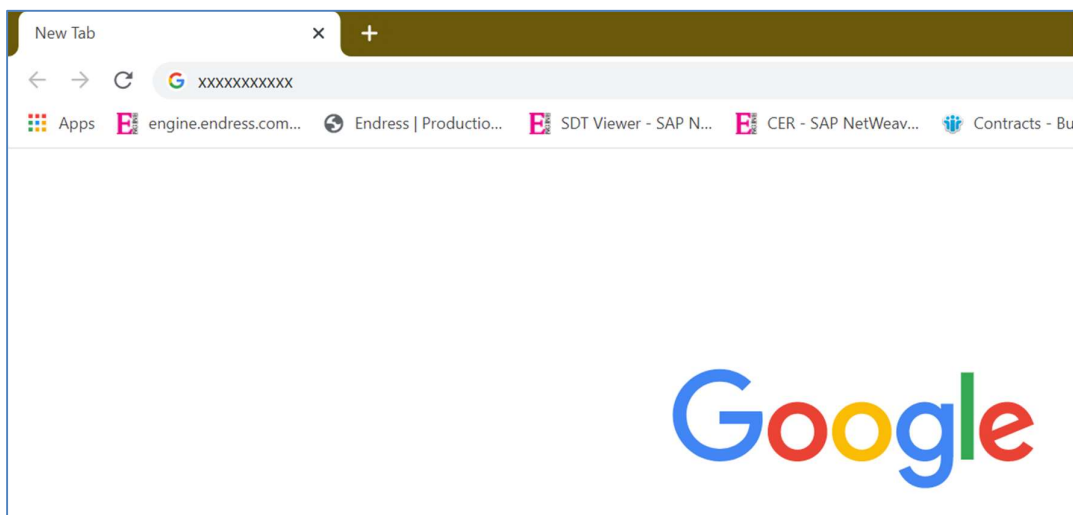 New Tab
xxxxxxxxxxx
Apps engine.endress.com... Endress | Productio... SDT Viewer - SAP N... CER - SAP NetWeav... Contracts - Bu
Google